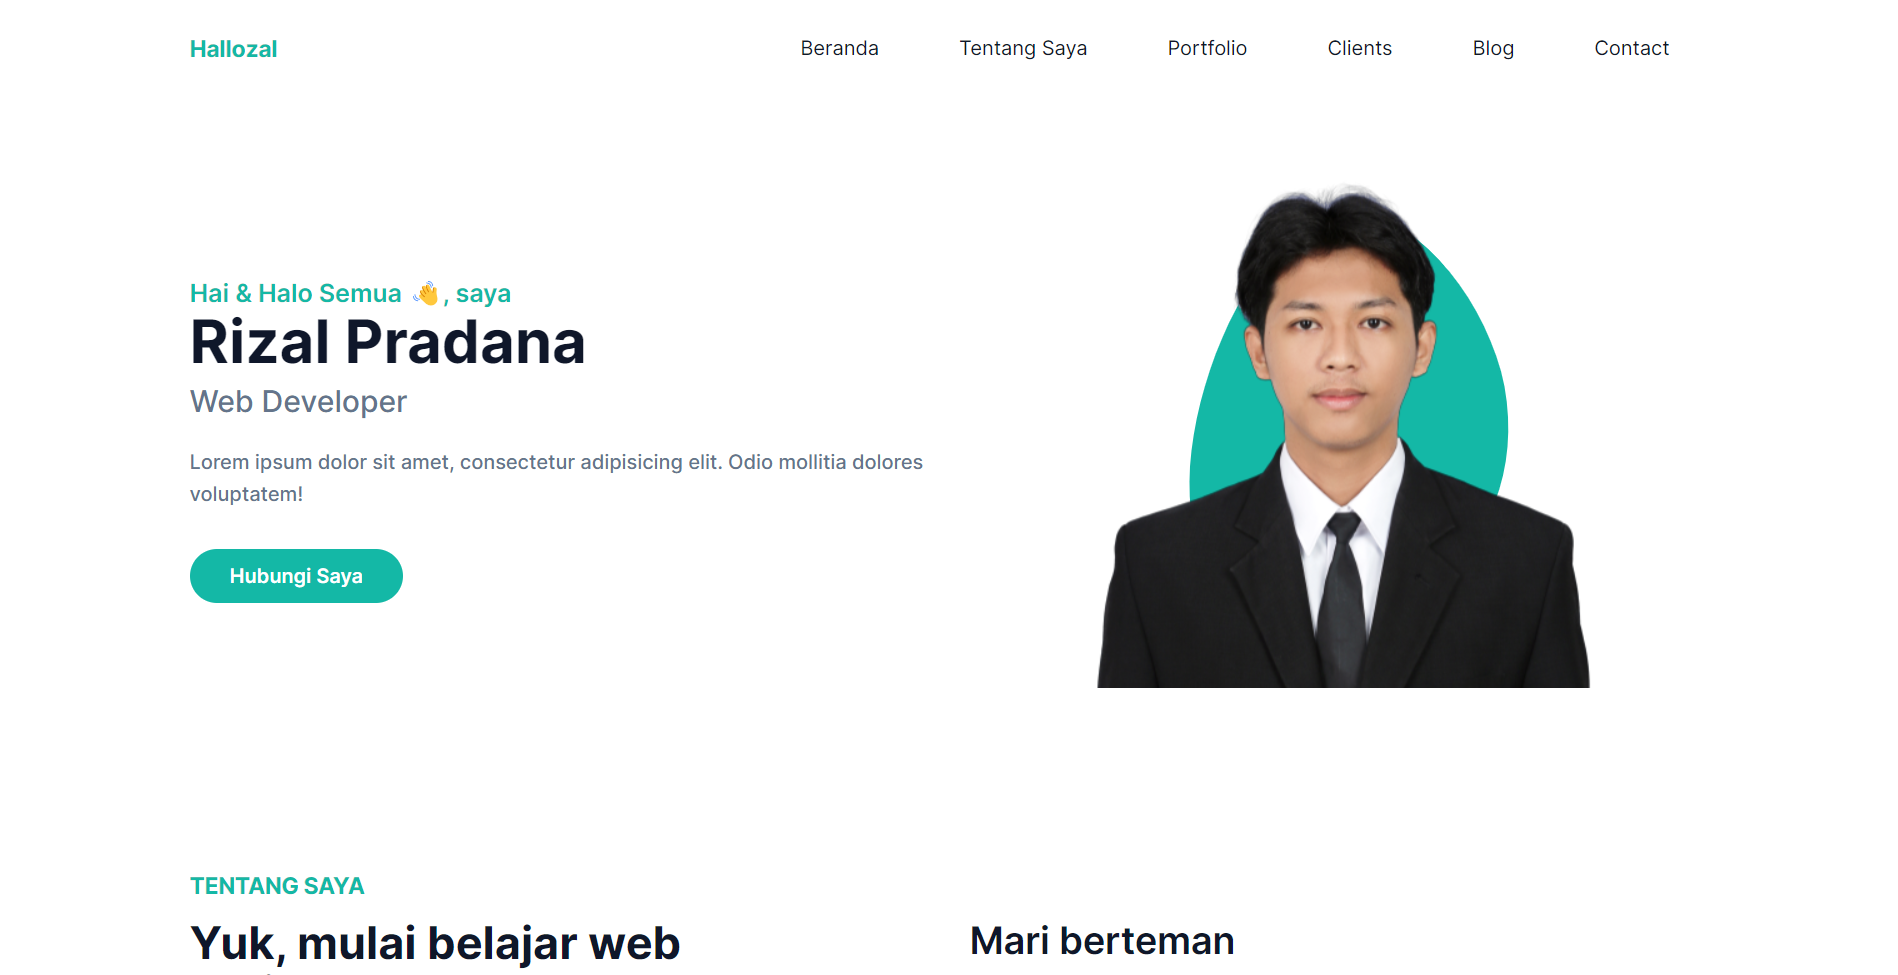 Hallozal
Beranda
Tentang Saya
Portfolio
Clients
Blog
Contact
Hai & Halo Semua 👋, saya
Rizal Pradana
Web Developer
Lorem ipsum dolor sit amet, consectetur adipisicing elit. Odio mollitia dolores
voluptatem!
Hubungi Saya
TENTANG SAYA
Yuk, mulai belajar web
Mari berteman